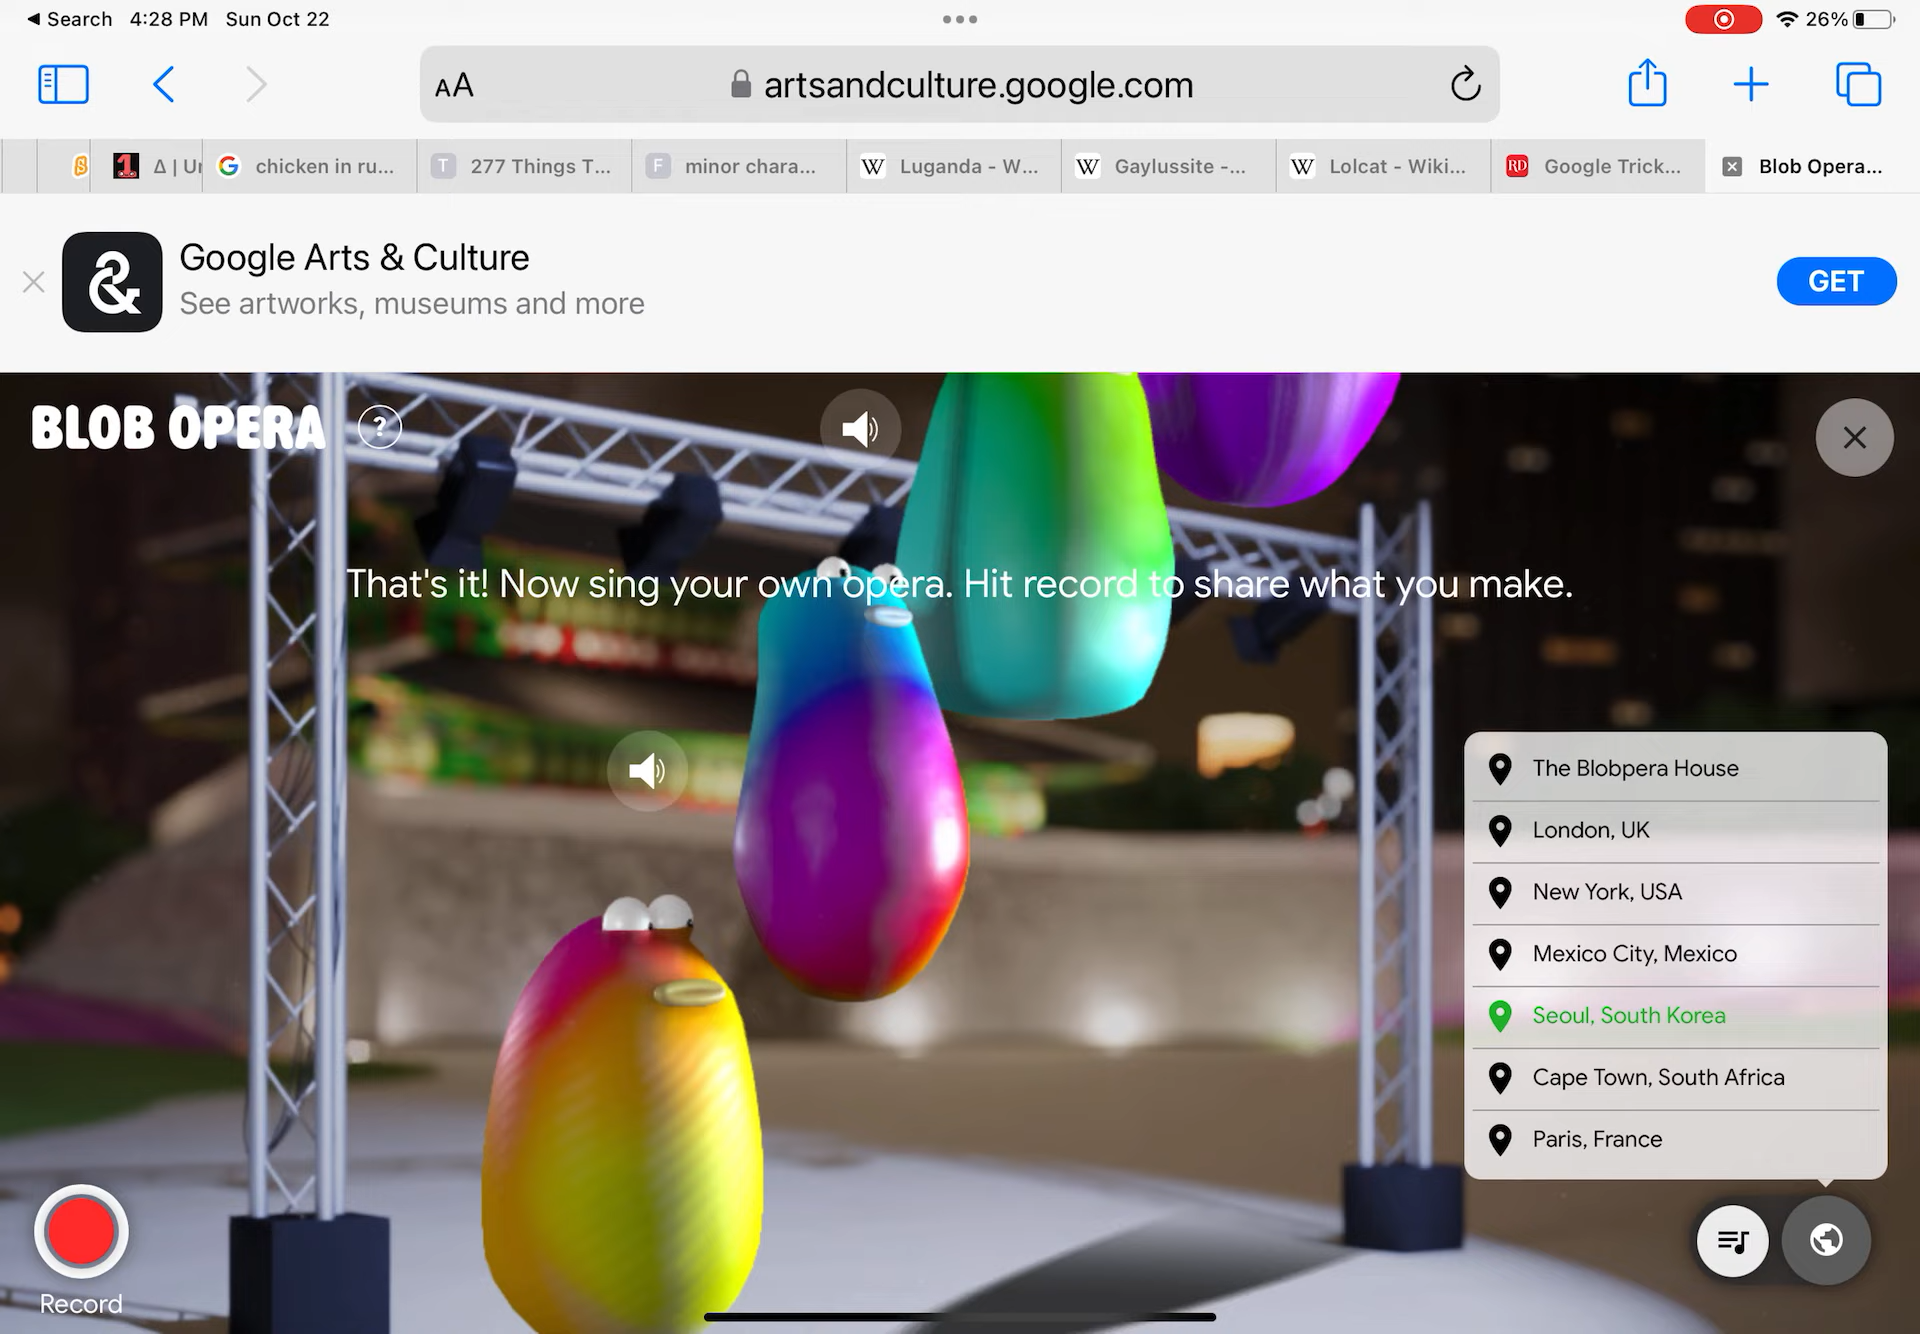 Search 4:28 PM Sun Oct 22
26%
AA artsandculture.google.com
Δ | Ur
chicken in ru...
T 277 Things T...
F minor chara...
W Luganda - W...
W Gaylussite -...
W Lolcat - Wiki...
RD Google Trick...
Blob Opera...
Google Arts & Culture
See artworks, museums and more
GET
BLOB OPERA ?
That's it! Now sing your own opera. Hit record to share what you make.
The Blobpera House
London, UK
New York, USA
Mexico City, Mexico
Seoul, South Korea
Cape Town, South Africa
Paris, France
Record